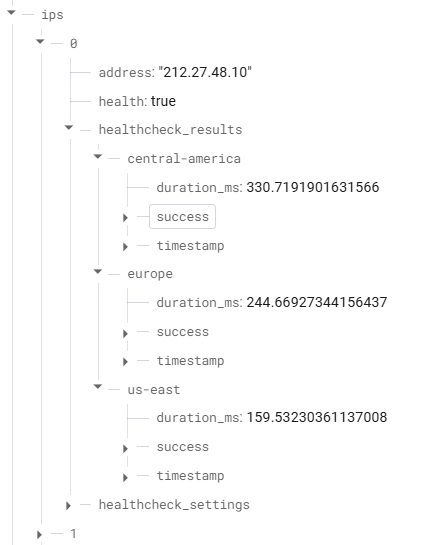 ips
0
address: "212.27.48.10"
health: true
healthcheck_results
central-america
duration_ms: 330.7191901631566
success
timestamp
europe
duration_ms: 244.66927344156437
success
timestamp
us-east
duration_ms: 159.53230361137008
success
timestamp
healthcheck_settings
1